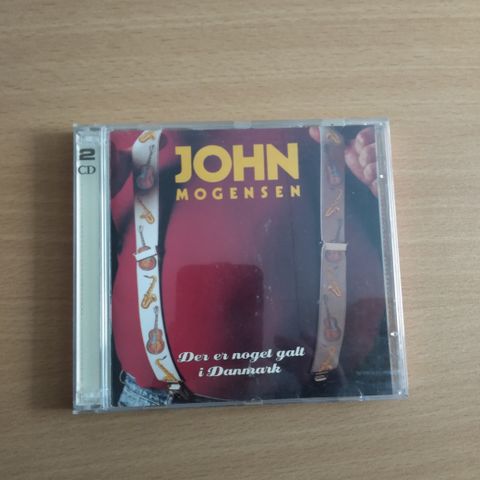 2
CD
JOHN
MOGENSEN
Der er noget galt
i Danmark